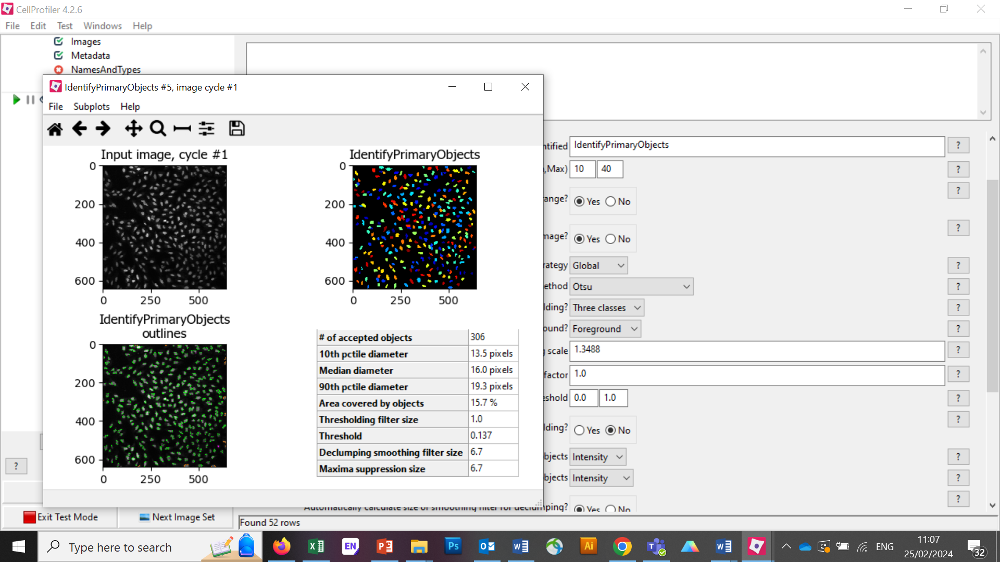 CellProfiler 4.2.6
File Edit Test Windows Help
Images
Metadata
NamesAndTypes
IdentifyPrimaryObjects #5, image cycle #1
File Subplots Help
Input image, cycle #1
0
200
400
600
0 250 500
IdentifyPrimaryObjects
0
200
400
600
0 250 500
IdentifyPrimaryObjects
outlines
0
200
400
600
0 250 500
# of accepted objects 306
10th pctile diameter 13.5 pixels
Median diameter 16.0 pixels
90th pctile diameter 19.3 pixels
Area covered by objects 15.7 %
Thresholding filter size 1.0
Threshold 0.137
Declumping smoothing filter size 6.7
Maxima suppression size 6.7
ntified IdentifyPrimaryObjects ?
,Max) 10 40 ?
ange? Yes No ?
mage? Yes No ?
rategy Global ?
ethod Otsu ?
lding? Three classes ?
ound? Foreground ?
scale 1.3488 ?
factor 1.0 ?
eshold 0.0 1.0 ?
lding? Yes No ?
bjects Intensity ?
bjects Intensity ?
Automatically calculate size of smoothing filter for declumping? Yes No ?
?
Exit Test Mode Next Image Set
Found 52 rows
Type here to search
EN
Ps
Ai
ENG
11:07
25/02/2024
32